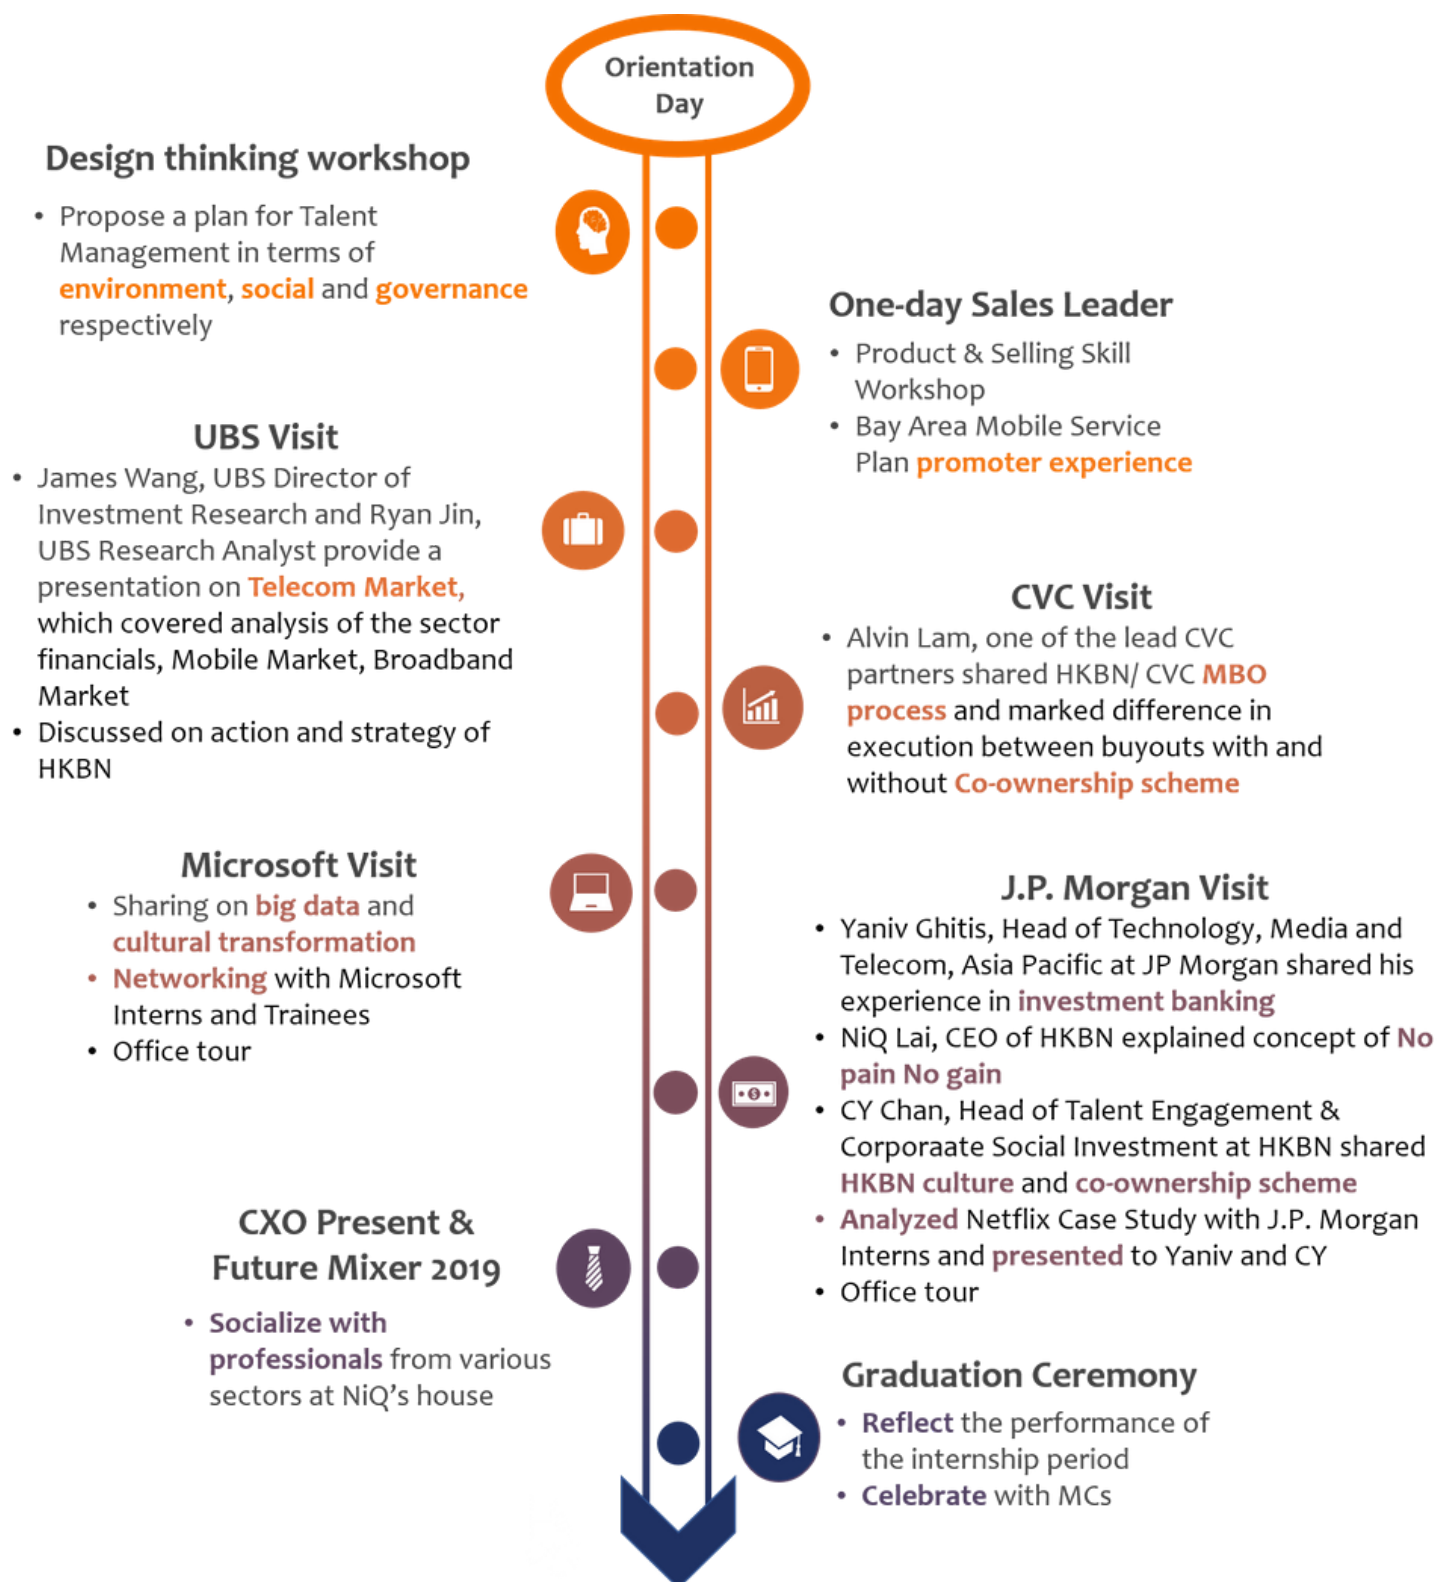 Orientation
Day
Design thinking workshop
• Propose a plan for Talent
Management in terms of
environment, social and governance
respectively
One-day Sales Leader
• Product & Selling Skill
Workshop
• Bay Area Mobile Service
Plan promoter experience
UBS Visit
• James Wang, UBS Director of
Investment Research and Ryan Jin,
UBS Research Analyst provide a
presentation on Telecom Market,
which covered analysis of the sector
financials, Mobile Market, Broadband
Market
• Discussed on action and strategy of
HKBN
CVC Visit
• Alvin Lam, one of the lead CVC
partners shared HKBN/ CVC MBO
process and marked difference in
execution between buyouts with and
without Co-ownership scheme
Microsoft Visit
• Sharing on big data and
cultural transformation
• Networking with Microsoft
Interns and Trainees
• Office tour
J.P. Morgan Visit
• Yaniv Ghitis, Head of Technology, Media and
Telecom, Asia Pacific at JP Morgan shared his
experience in investment banking
• NiQ Lai, CEO of HKBN explained concept of No
pain No gain
• CY Chan, Head of Talent Engagement &
Corporaate Social Investment at HKBN shared
HKBN culture and co-ownership scheme
• Analyzed Netflix Case Study with J.P. Morgan
Interns and presented to Yaniv and CY
• Office tour
CXO Present &
Future Mixer 2019
• Socialize with
professionals from various
sectors at NiQ's house
Graduation Ceremony
• Reflect the performance of
the internship period
• Celebrate with MCs